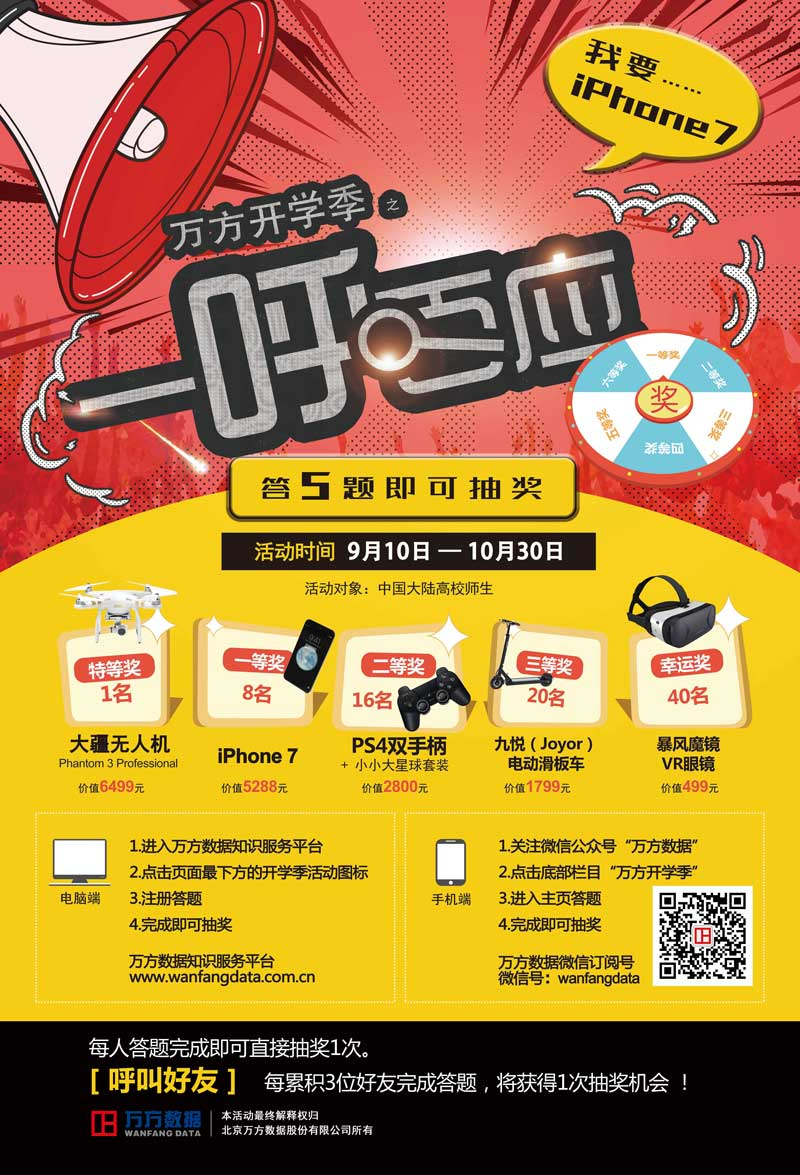 我要……
iPhone7
万方开学季之
一呼百应
一等奖
二等奖
三等奖
四等奖
五等奖
六等奖
奖
答5题即可抽奖
活动时间 9月10日 — 10月30日
活动对象：中国大陆高校师生
特等奖
1名
大疆无人机
Phantom 3 Professional
价值6499元
一等奖
8名
iPhone 7
价值5288元
二等奖
16名
PS4双手柄
+ 小小大星球套装
价值2800元
三等奖
20名
九悦（Joyor）
电动滑板车
价值1799元
幸运奖
40名
暴风魔镜
VR眼镜
价值499元
电脑端
1.进入万方数据知识服务平台
2.点击页面最下方的开学季活动图标
3.注册答题
4.完成即可抽奖
万方数据知识服务平台
www.wanfangdata.com.cn
手机端
1.关注微信公众号“万方数据”
2.点击底部栏目“万方开学季”
3.进入主页答题
4.完成即可抽奖
万方数据微信订阅号
微信号：wanfangdata
每人答题完成即可直接抽奖1次。
[ 呼叫好友 ] 每累积3位好友完成答题，将获得1次抽奖机会 ！
万方数据
WANFANG DATA
本活动最终解释权归
北京万方数据股份有限公司所有